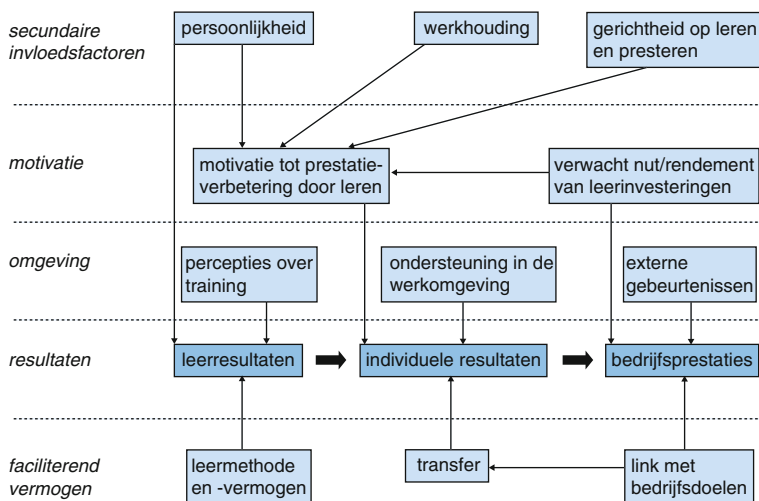 secundaire
invloedsfactoren
persoonlijkheid
werkhouding
gerichtheid op leren
en presteren
motivatie
motivatie tot prestatie-
verbetering door leren
verwacht nut/rendement
van leerinvesteringen
omgeving
percepties over
training
ondersteuning in de
werkomgeving
externe
gebeurtenissen
resultaten
leerresultaten
individuele resultaten
bedrijfsprestaties
faciliterend
vermogen
leermethode
en -vermogen
transfer
link met
bedrijfsdoelen